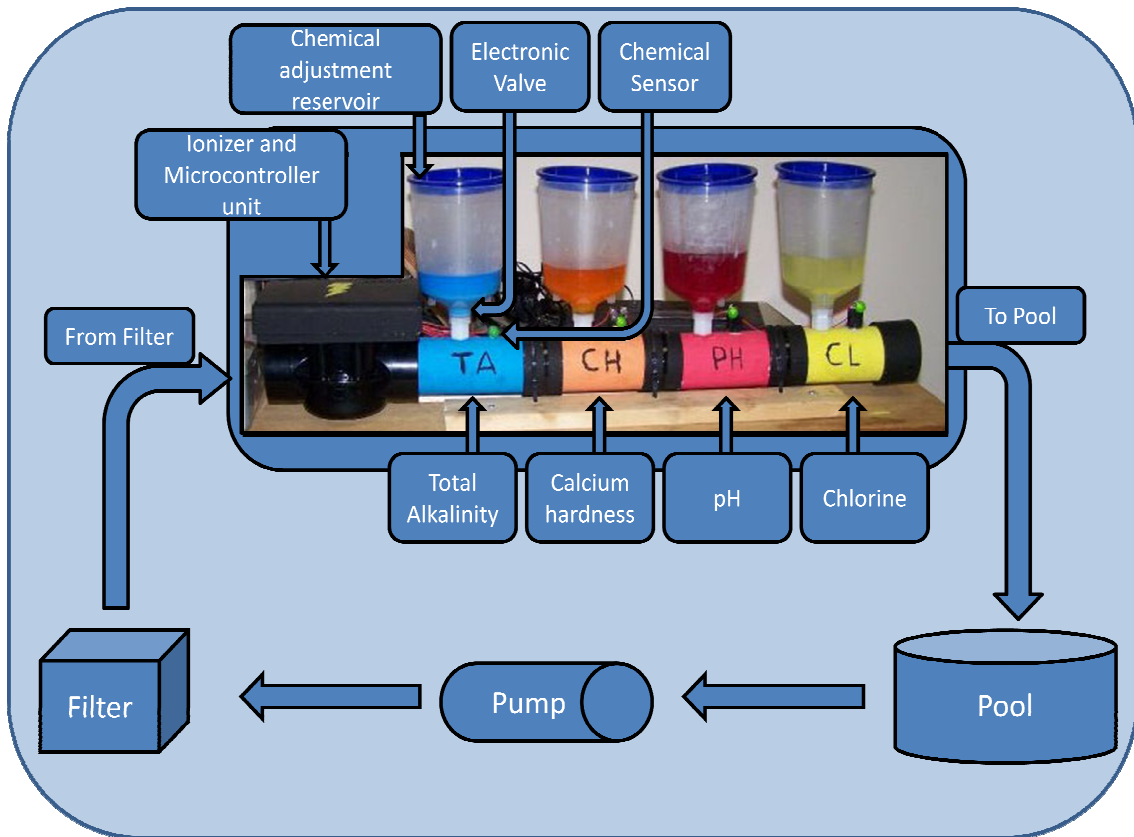 Chemical
adjustment
reservoir
Electronic
Valve
Chemical
Sensor
Ionizer and
Microcontroller
unit
From Filter
To Pool
TA
CH
PH
CL
Total
Alkalinity
Calcium
hardness
pH
Chlorine
Filter
Pump
Pool